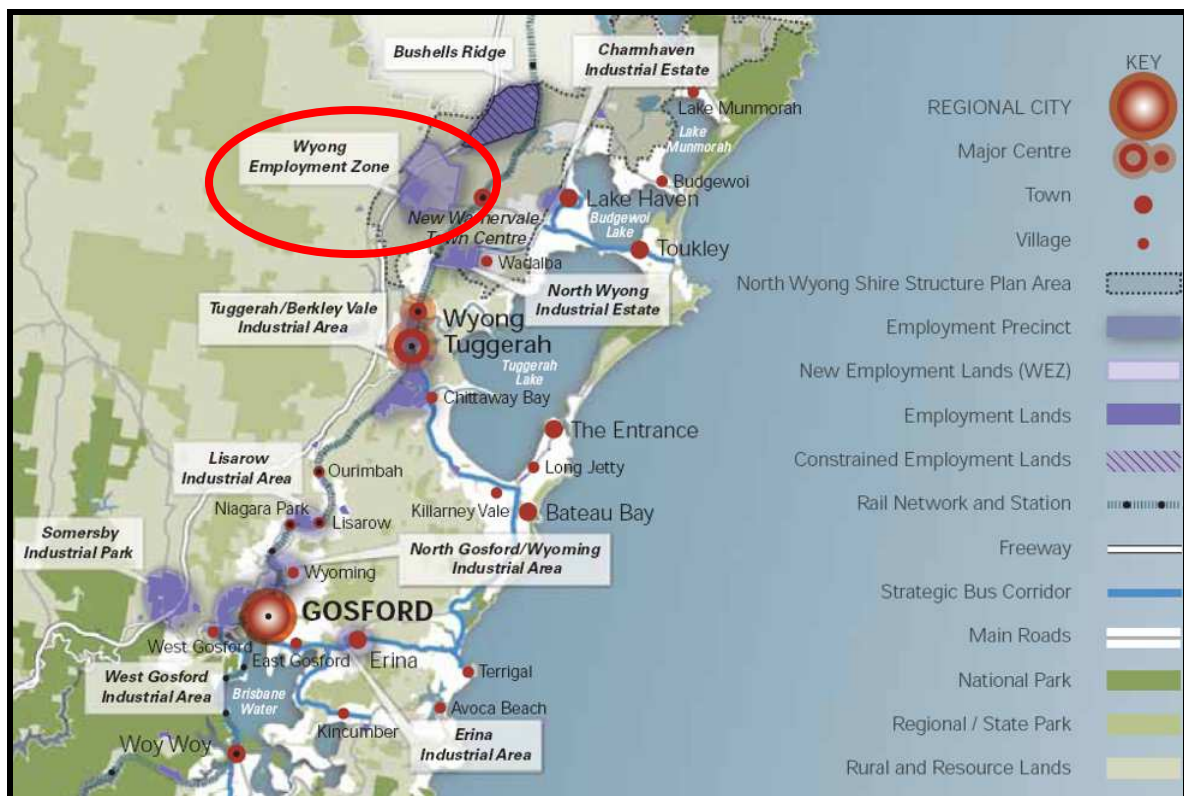 Bushells Ridge
Charmhaven
Industrial Estate
Lake Munmorah
Lake
Munmorah
Wyong
Employment Zone
Budgewoi
Lake Haven
New Warnervale
Town Centre
Budgewoi
Lake
Toukley
Wadalba
North Wyong
Industrial Estate
Tuggerah/Berkley Vale
Industrial Area
Wyong
Tuggerah
Tuggerah
Lake
Chittaway Bay
The Entrance
Lisarow
Industrial Area
Ourimbah
Long Jetty
Killarney Vale
Bateau Bay
Niagara Park
Lisarow
Somersby
Industrial Park
North Gosford/Wyoming
Industrial Area
Wyoming
GOSFORD
West Gosford
East Gosford
Erina
Terrigal
West Gosford
Industrial Area
Brisbane
Water
Avoca Beach
Kincumber
Erina
Industrial Area
Woy Woy
KEY
REGIONAL CITY
Major Centre
Town
Village
North Wyong Shire Structure Plan Area
Employment Precinct
New Employment Lands (WEZ)
Employment Lands
Constrained Employment Lands
Rail Network and Station
Freeway
Strategic Bus Corridor
Main Roads
National Park
Regional / State Park
Rural and Resource Lands